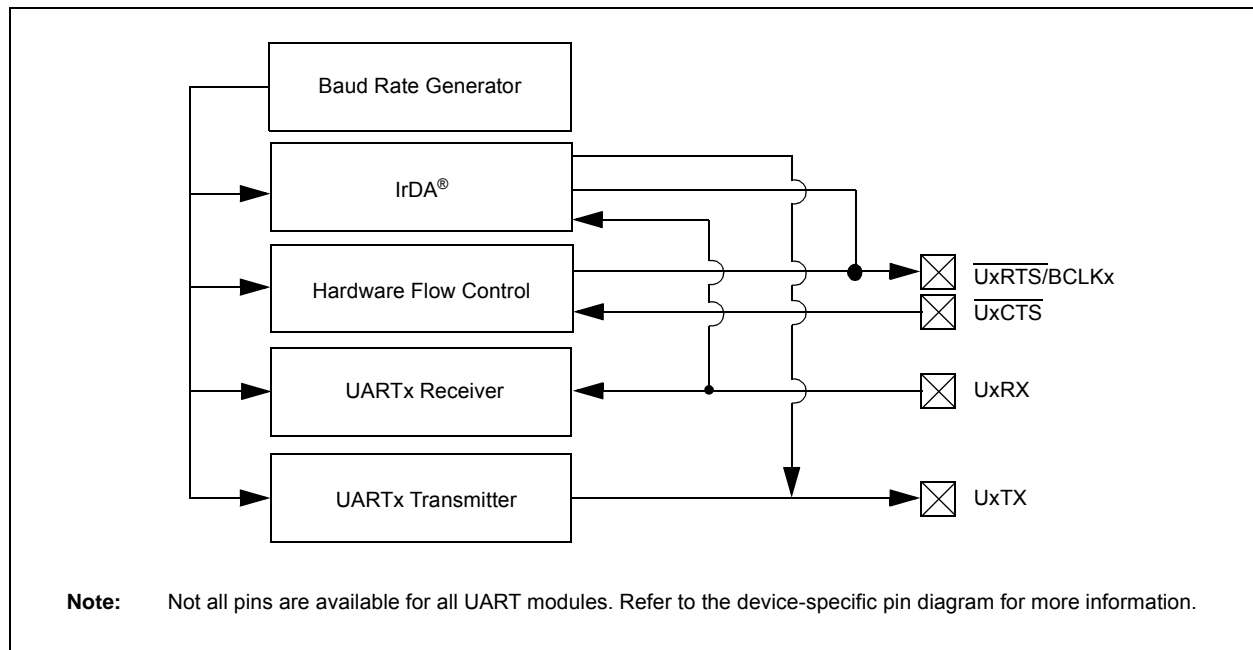 Baud Rate Generator
IrDA®
Hardware Flow Control
UxRTS/BCLKx
UxCTS
UARTx Receiver
UxRX
UARTx Transmitter
UxTX
Note: Not all pins are available for all UART modules. Refer to the device-specific pin diagram for more information.